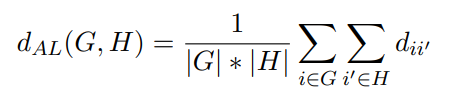 d_{AL}(G, H) = \frac{1}{|G| * |H|} \sum_{i \in G} \sum_{i' \in H} d_{ii'}